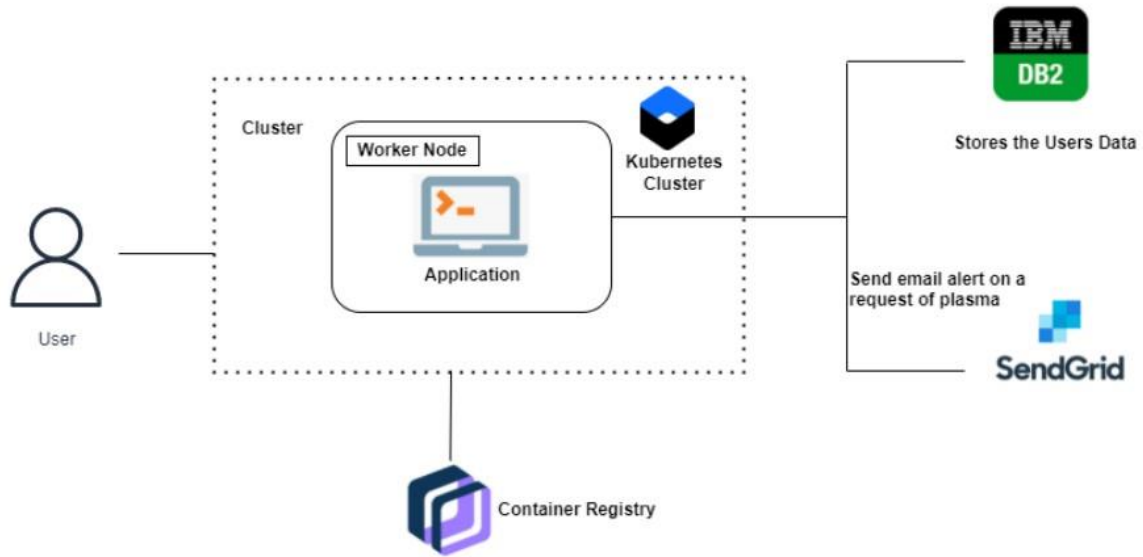 IBM
DB2
Stores the Users Data
Cluster
Worker Node
Kubernetes
Cluster
Application
User
Send email alert on a
request of plasma
SendGrid
Container Registry